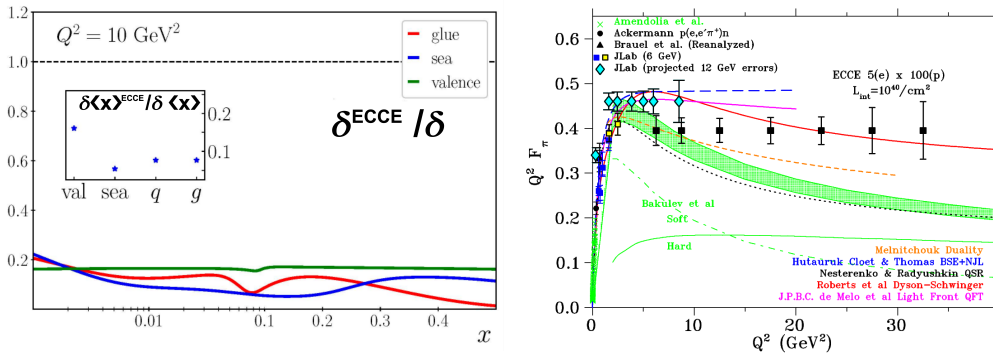 1.2
Q² = 10 GeV²
glue
sea
valence
1.0
δ⟨x⟩ᴱᶜᶜᴱ/δ ⟨x⟩
0.2
0.1
val sea q g
δᴱᶜᶜᴱ /δ
0.8
0.6
0.4
0.2
0.01 0.1 0.2 0.3 0.4
x
0.6
0.5
0.4
0.3
0.2
0.1
0.0
Q² Fπ
Amendolia et al.
Ackermann p(e,e′π⁺)n
Brauel et al. (Reanalyzed)
JLab (6 GeV)
JLab (projected 12 GeV errors)
ECCE 5(e) x 100(p)
Lint=10⁴⁰/cm²
Bakulev et al
Soft
Hard
Melnitchouk Duality
Hutauruk Cloet & Thomas BSE+NJL
Nesterenko & Radyushkin QSR
Roberts et al Dyson-Schwinger
J.P.B.C. de Melo et al Light Front QFT
0 10 20 30
Q² (GeV²)